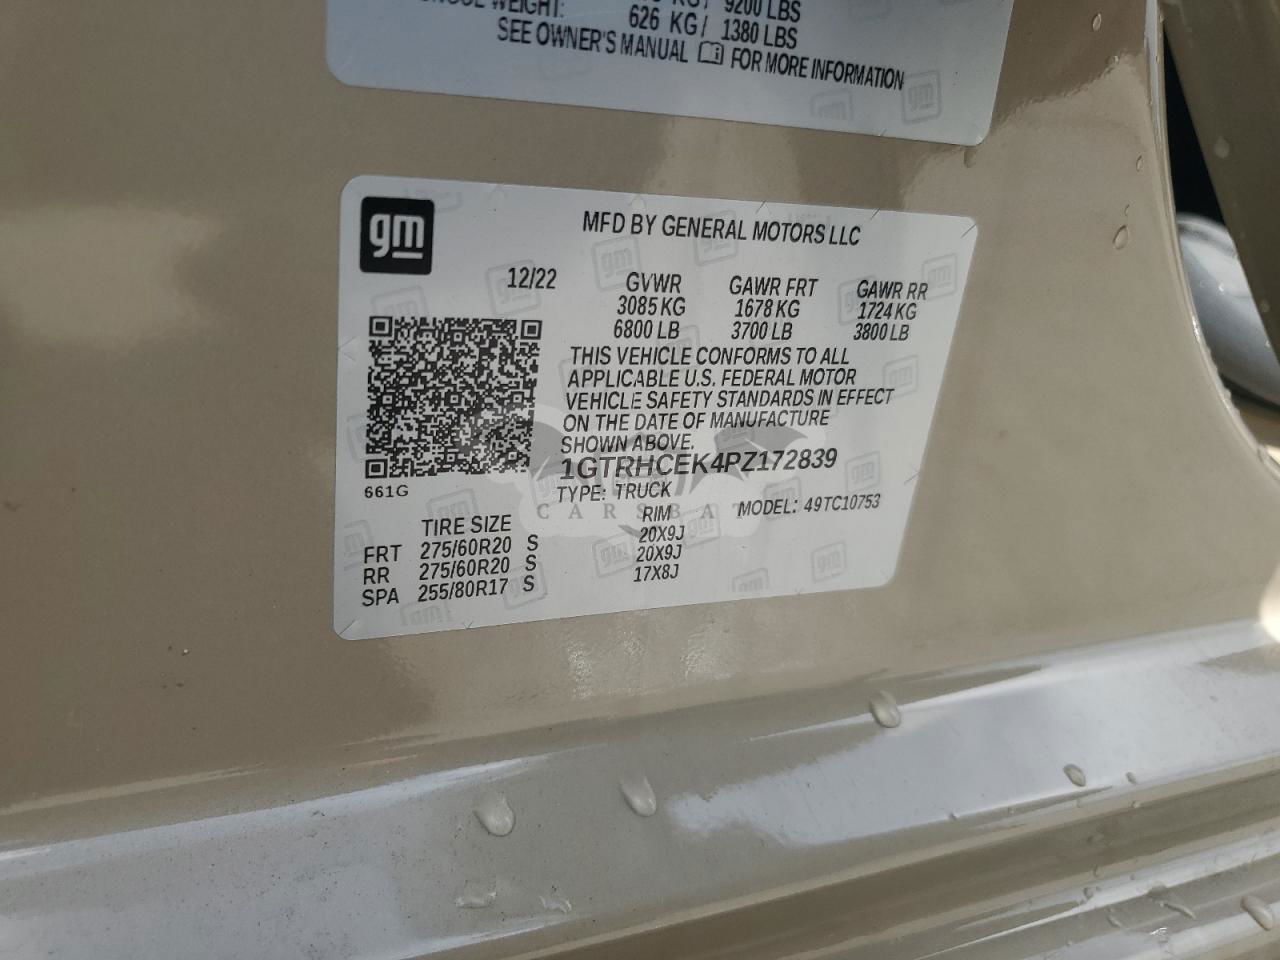 9200 LBS
WEIGHT: 626 KG/ 1380 LBS
SEE OWNER'S MANUAL FOR MORE INFORMATION
gm
MFD BY GENERAL MOTORS LLC
12/22 GVWR GAWR FRT GAWR RR
3085 KG 1678 KG 1724 KG
6800 LB 3700 LB 3800 LB
THIS VEHICLE CONFORMS TO ALL
APPLICABLE U.S. FEDERAL MOTOR
VEHICLE SAFETY STANDARDS IN EFFECT
ON THE DATE OF MANUFACTURE
SHOWN ABOVE.
1GTRHCEK4PZ172839
661G
TYPE: TRUCK MODEL: 49TC10753
CARSBAT
TIRE SIZE RIM
FRT 275/60R20 S 20X9J
RR 275/60R20 S 20X9J
SPA 255/80R17 S 17X8J